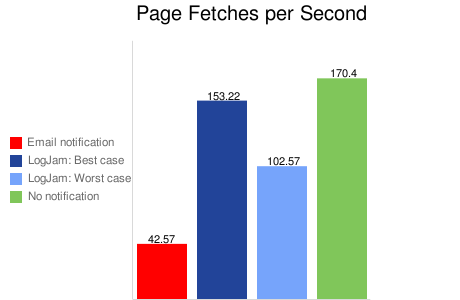 Page Fetches per Second
170.4
153.22
102.57
42.57
Email notification
LogJam: Best case
LogJam: Worst case
No notification